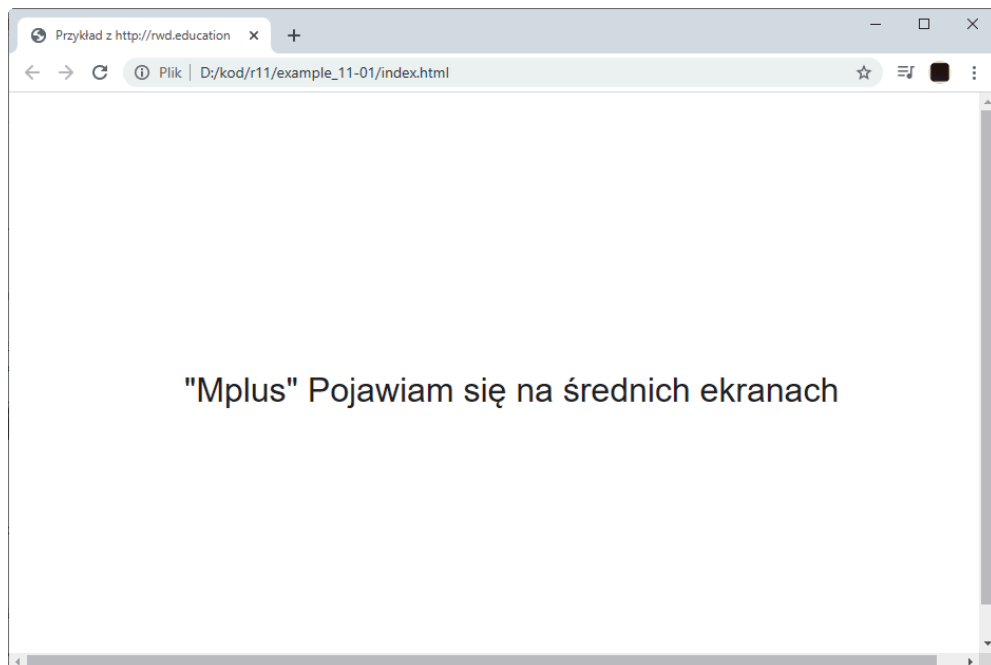 Przykład z http://rwd.education
Plik D:/kod/r11/example_11-01/index.html
"Mplus" Pojawiam się na średnich ekranach